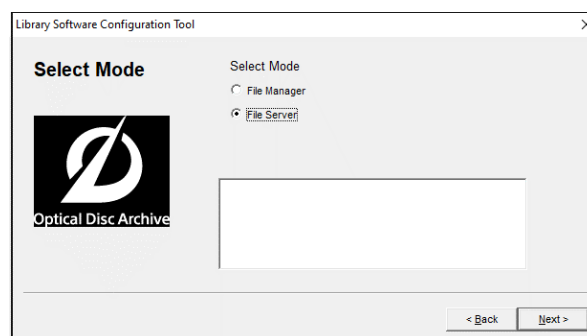 Library Software Configuration Tool
Select Mode
Select Mode
File Manager
File Server
Optical Disc Archive
< Back
Next >